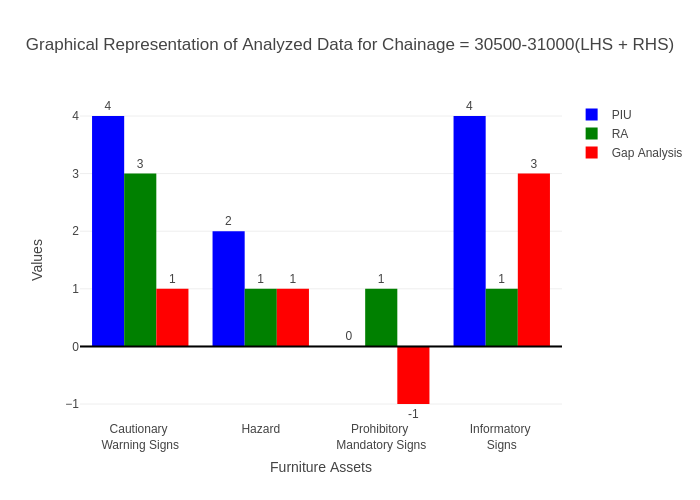 Graphical Representation of Analyzed Data for Chainage = 30500-31000(LHS + RHS)
PIU
RA
Gap Analysis
Values
4
3
2
1
0
−1
4
3
1
2
1
1
0
1
-1
4
1
3
Cautionary
Warning Signs
Hazard
Prohibitory
Mandatory Signs
Informatory
Signs
Furniture Assets